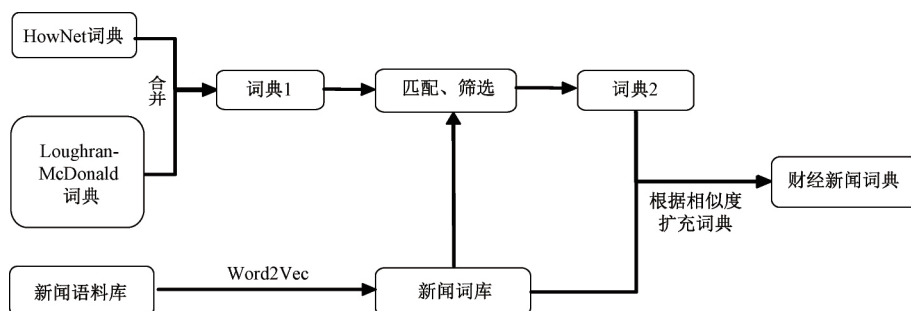 HowNet词典
合并
词典1
匹配、筛选
词典2
Loughran-
McDonald
词典
根据相似度
扩充词典
财经新闻词典
新闻语料库
Word2Vec
新闻词库